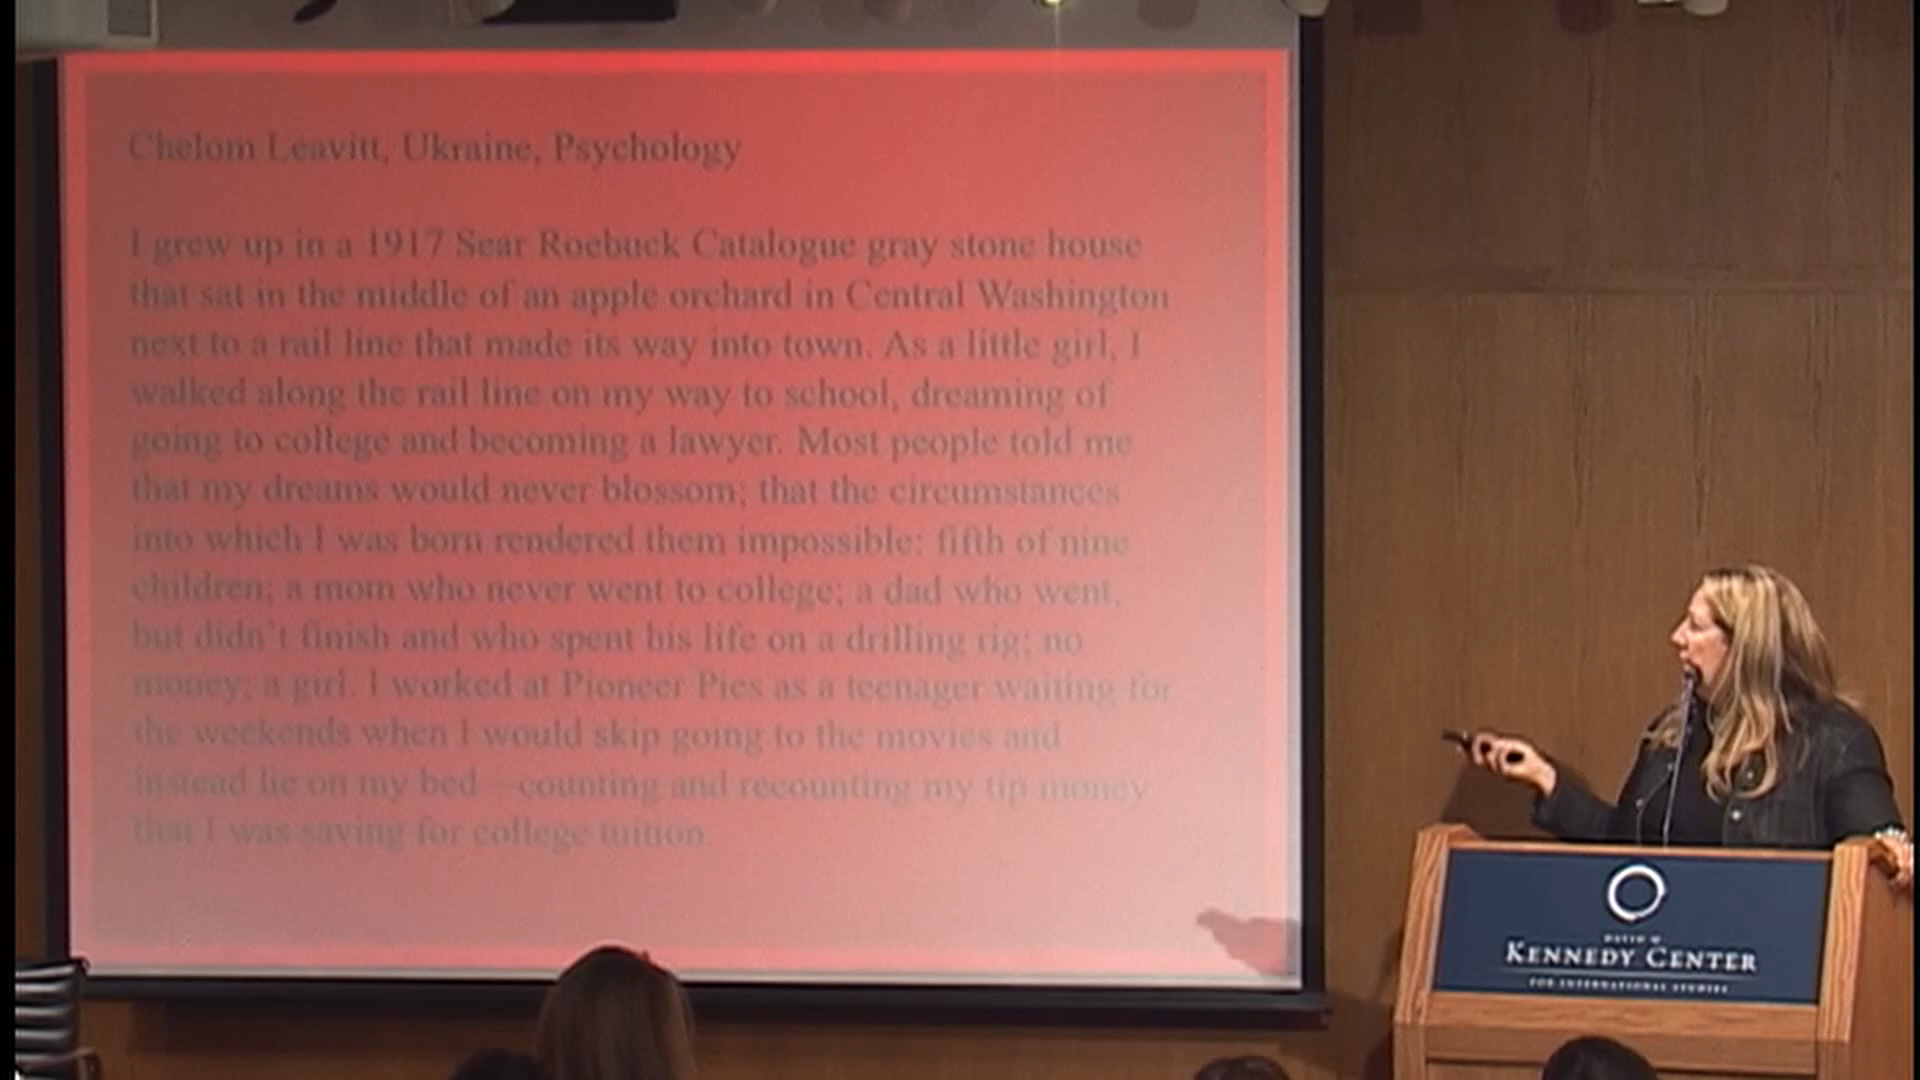 Chelom Leavitt, Ukraine, Psychology
I grew up in a 1917 Sear Roebuck Catalogue gray stone house
that sat in the middle of an apple orchard in Central Washington
next to a rail line that made its way into town. As a little girl, I
walked along the rail line on my way to school, dreaming of
going to college and becoming a lawyer. Most people told me
that my dreams would never blossom; that the circumstances
into which I was born rendered them impossible: fifth of nine
children; a mom who never went to college; a dad who went,
but didn't finish and who spent his life on a drilling rig; no
money; a girl. I worked at Pioneer Pies as a teenager waiting for
the weekends when I would skip going to the movies and
instead lie on my bed—counting and recounting my tip money
that I was saving for college tuition.
DAVID M
KENNEDY CENTER
FOR INTERNATIONAL STUDIES